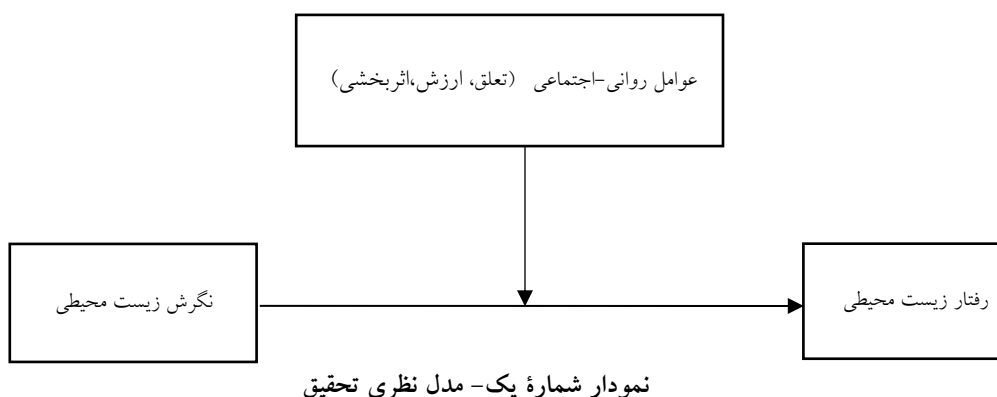 عوامل روانی-اجتماعی (تعلق، ارزش،اثربخشی)
نگرش زیست محیطی
رفتار زیست محیطی
نمودار شمارۀ یک- مدل نظری تحقیق